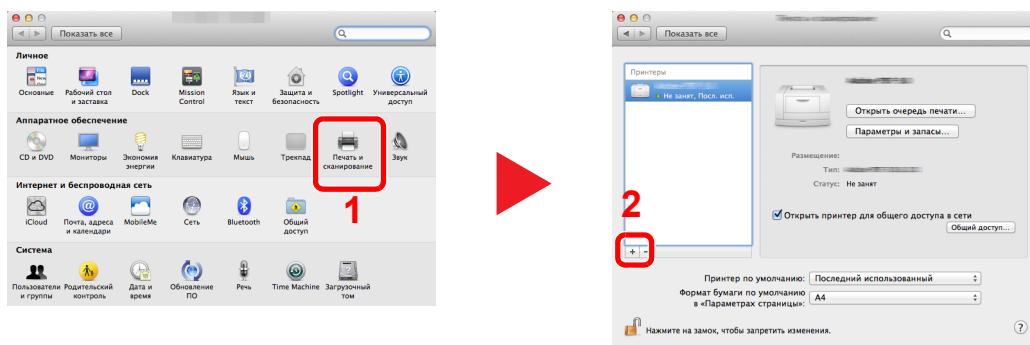 Показать все
Личное
Основные
Рабочий стол
и заставка
Dock
Mission
Control
Язык и
текст
Защита и
безопасность
Spotlight
Универсальный
доступ
Аппаратное обеспечение
CD и DVD
Мониторы
Экономия
энергии
Клавиатура
Мышь
Трекпад
Печать и
сканирование
Звук
1
Интернет и беспроводная сеть
iCloud
Почта, адреса
и календари
MobileMe
Сеть
Bluetooth
Общий
доступ
Система
Пользователи
и группы
Родительский
контроль
Дата и
время
Обновление
ПО
Речь
Time Machine
Загрузочный
том
Показать все
Принтеры
Не занят, Посл. исп.
Открыть очередь печати...
Параметры и запасы...
Размещение:
Тип:
Статус: Не занят
2
Открыть принтер для общего доступа в сети
Общий доступ...
+ -
Принтер по умолчанию: Последний использованный
Формат бумаги по умолчанию
в «Параметрах страницы»: A4
Нажмите на замок, чтобы запретить изменения.
?